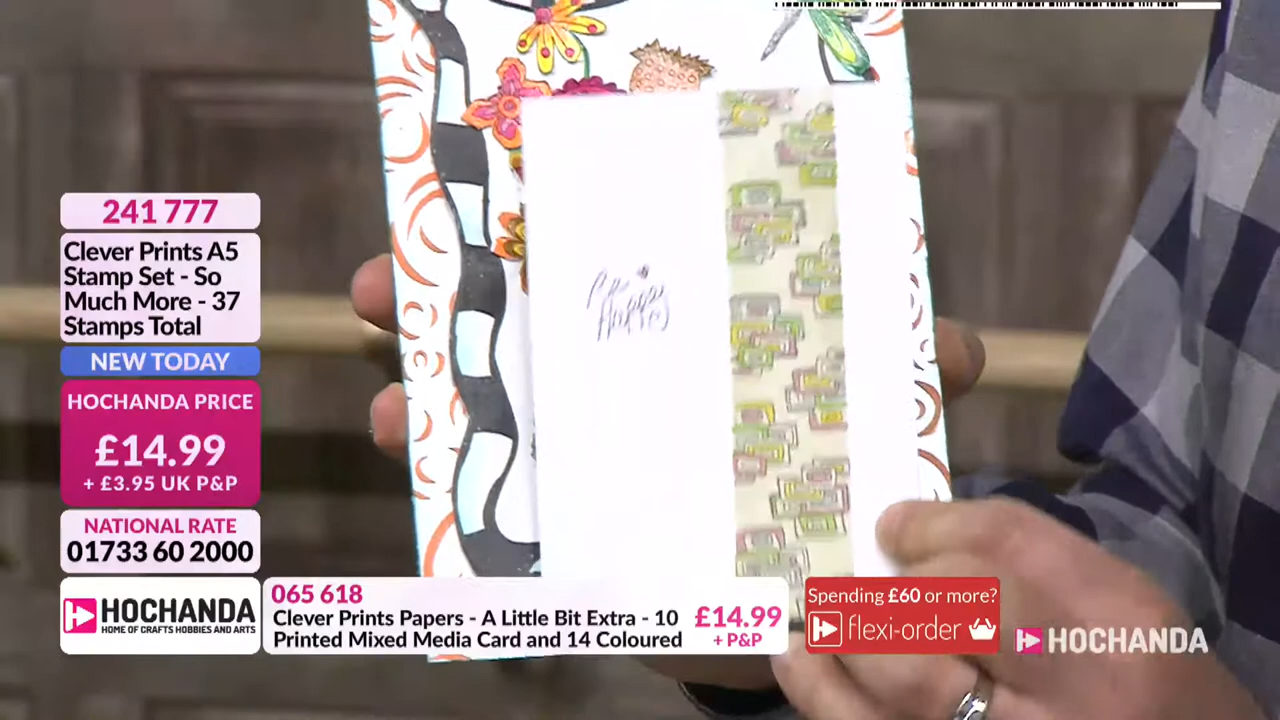 241 777
Clever Prints A5
Stamp Set - So
Much More - 37
Stamps Total
NEW TODAY
HOCHANDA PRICE
£14.99
+ £3.95 UK P&P
NATIONAL RATE
01733 60 2000
HOCHANDA
HOME OF CRAFTS HOBBIES AND ARTS
065 618
Clever Prints Papers - A Little Bit Extra - 10
Printed Mixed Media Card and 14 Coloured
£14.99
+ P&P
Spending £60 or more?
flexi-order
HOCHANDA